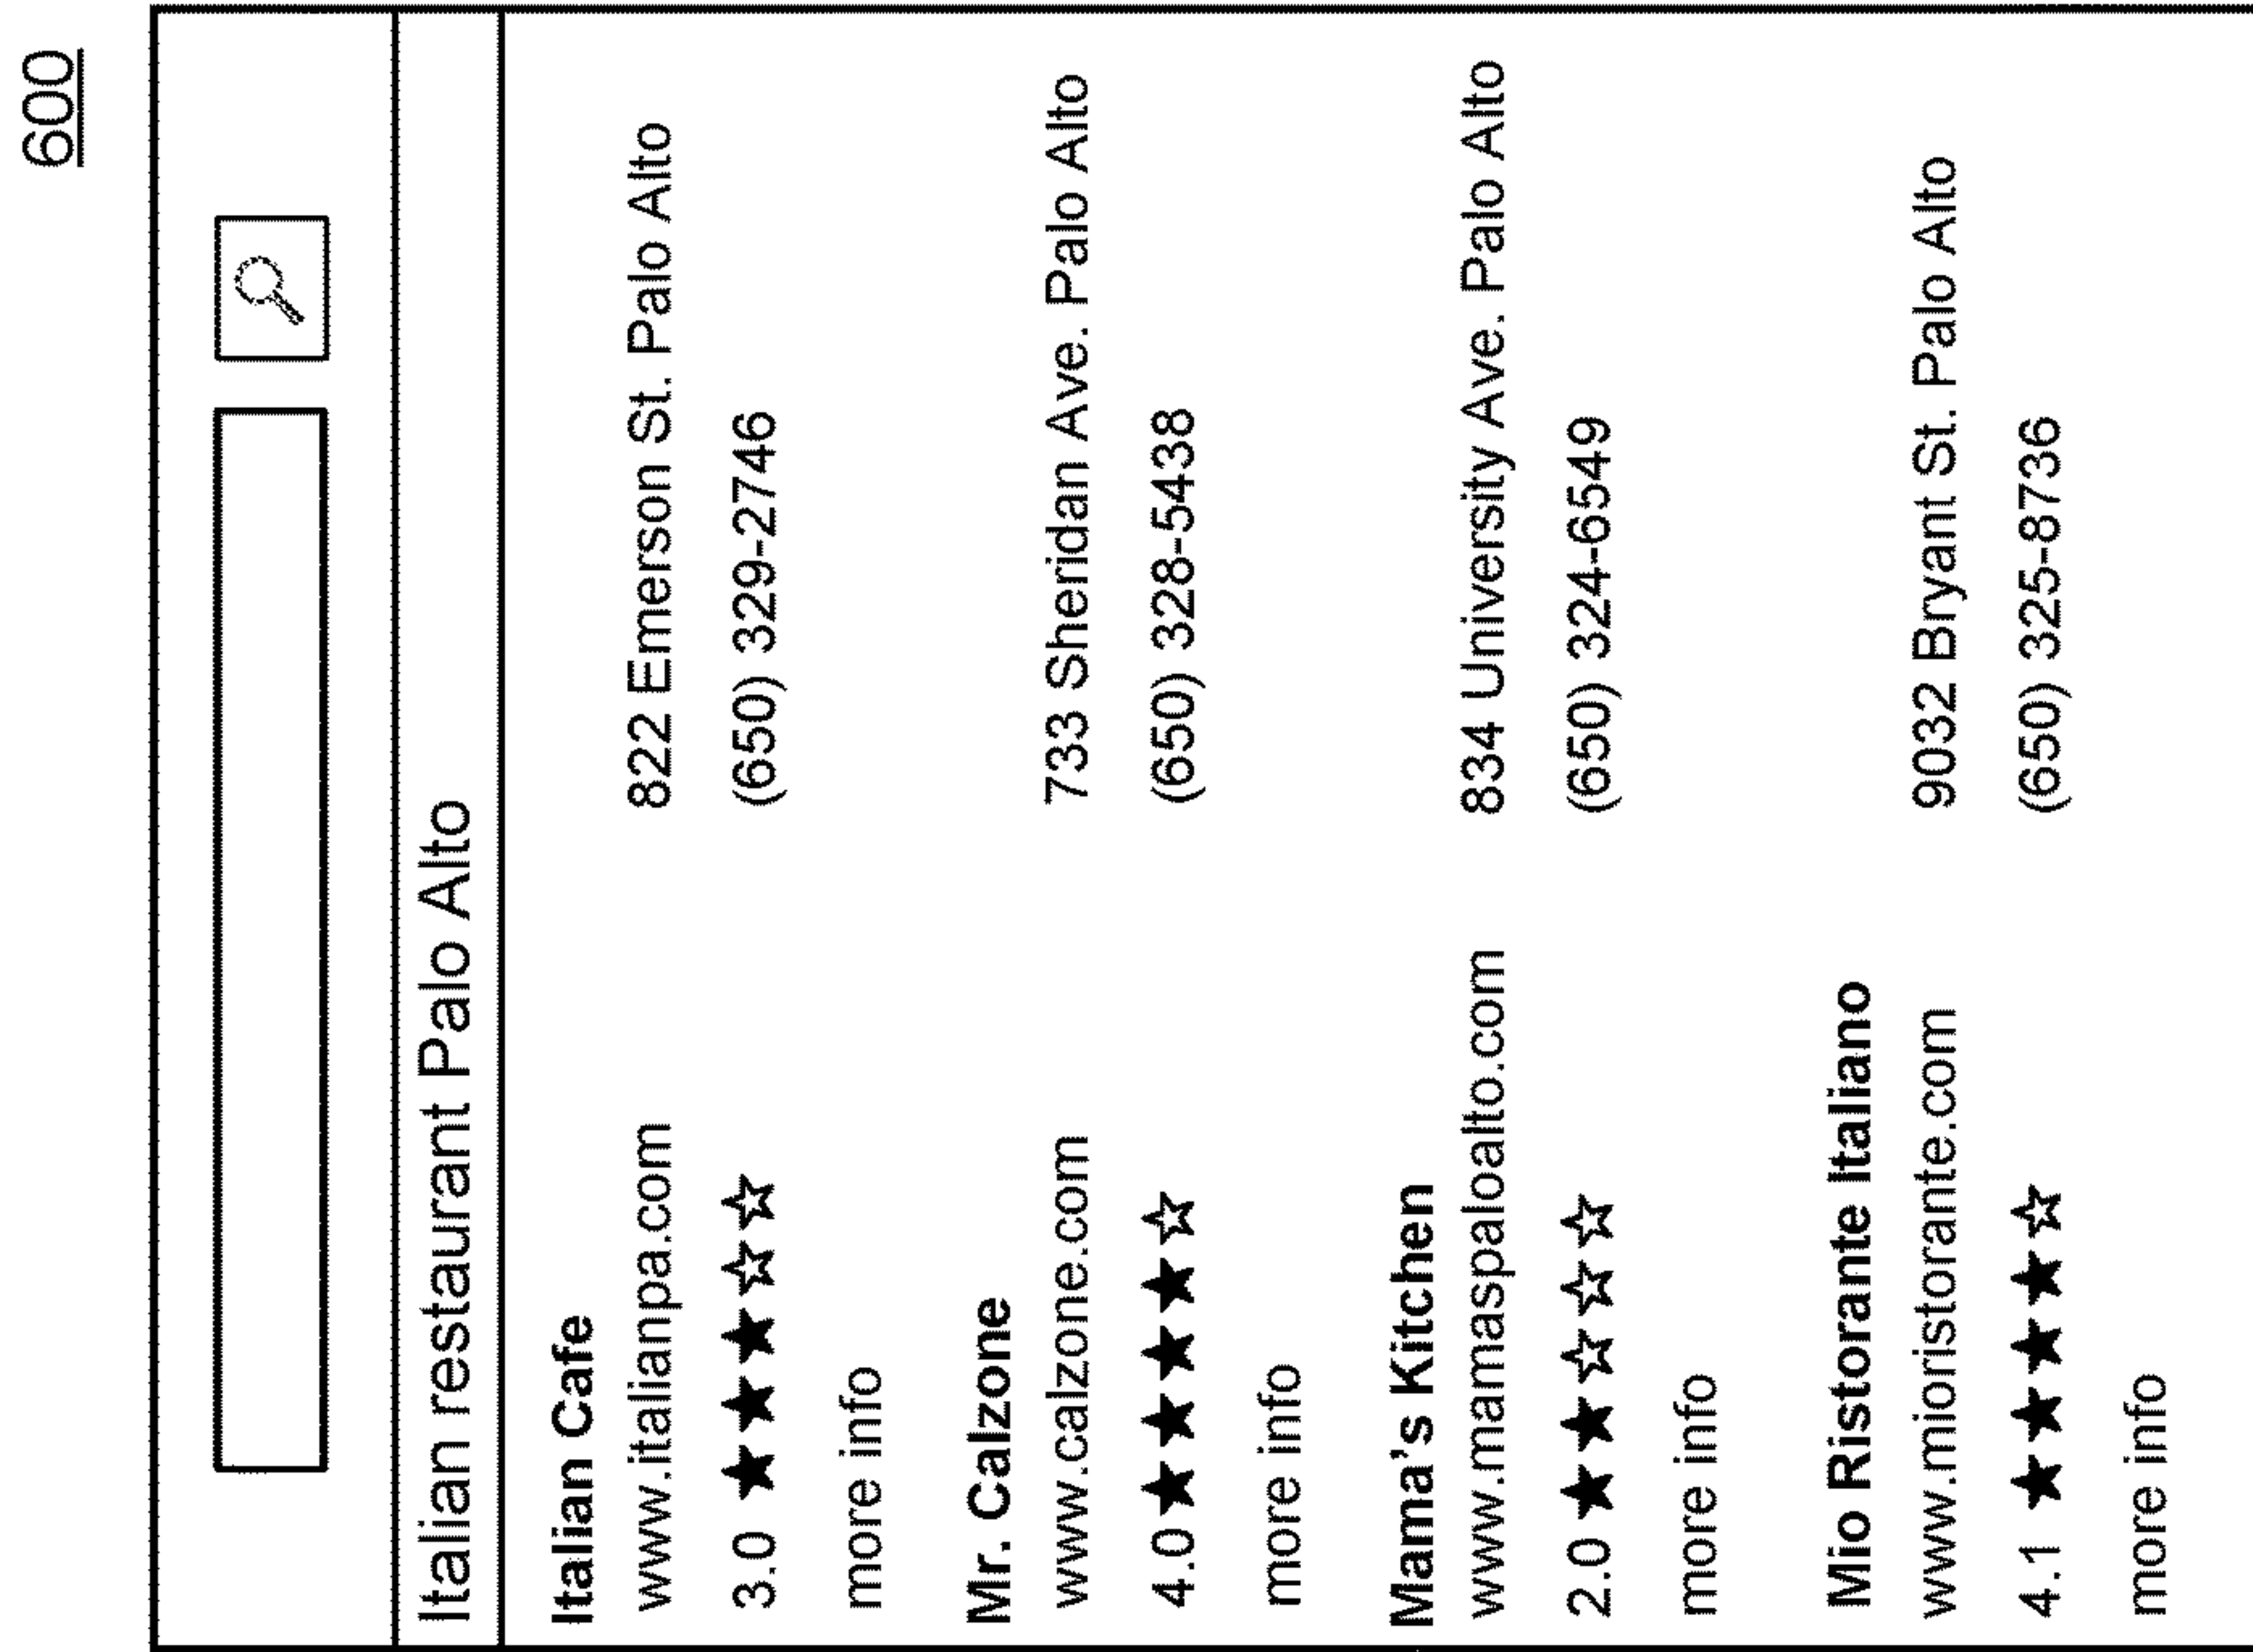 600
Italian restaurant Palo Alto
Italian Cafe
www.italianpa.com 822 Emerson St. Palo Alto
3.0 ★★★☆☆ (650) 329-2746
more info
Mr. Calzone
www.calzone.com 733 Sheridan Ave. Palo Alto
4.0 ★★★★☆ (650) 328-5438
more info
Mama's Kitchen
www.mamaspaloalto.com 834 University Ave. Palo Alto
2.0 ★★☆☆☆ (650) 324-6549
more info
Mio Ristorante Italiano
www.mioristorante.com 9032 Bryant St. Palo Alto
4.1 ★★★★☆ (650) 325-8736
more info